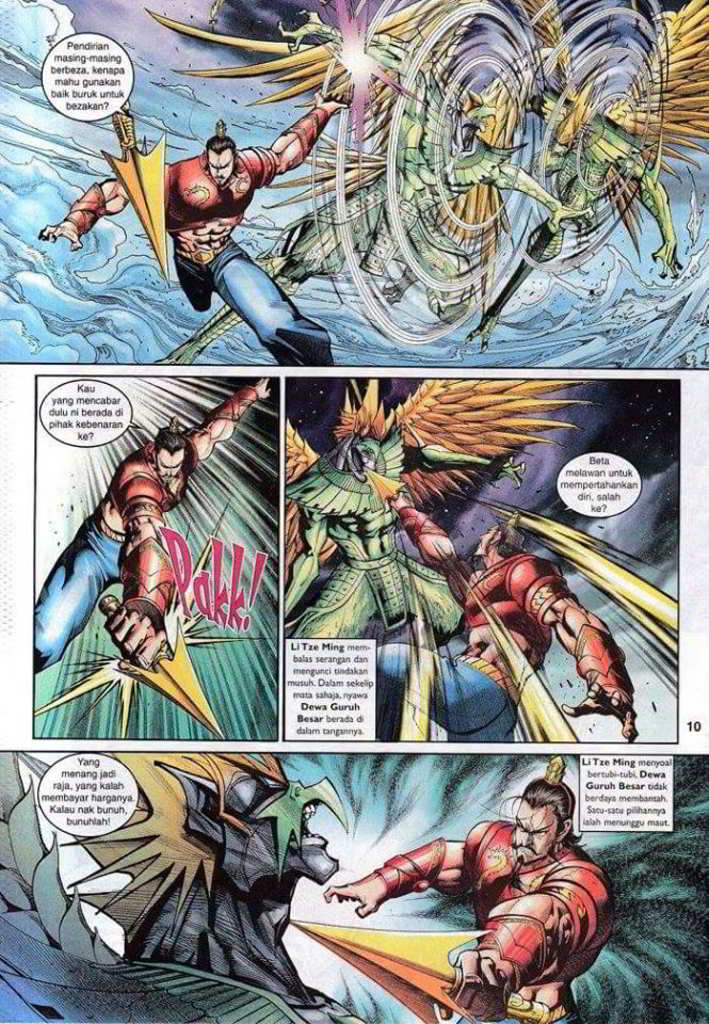 Pendirian
masing-masing
berbeza, kenapa
mahu gunakan
baik buruk untuk
bezakan?
Kau
yang mencabar
dulu ni berada di
pihak kebenaran
ke?
Pakk!
Beta
melawan untuk
mempertahankan
diri, salah
ke?
Li Tze Ming mem-
balas serangan dan
mengunci tindakan
musuh. Dalam sekelip
mata sahaja, nyawa
Dewa Guruh
Besar berada di
dalam tangannya.
10
Yang
menang jadi
raja, yang kalah
membayar harganya.
Kalau nak bunuh,
bunuhlah!
Li Tze Ming menyoal
bertubi-tubi, Dewa
Guruh Besar tidak
berdaya membantah.
Satu-satu pilihannya
ialah menunggu maut.